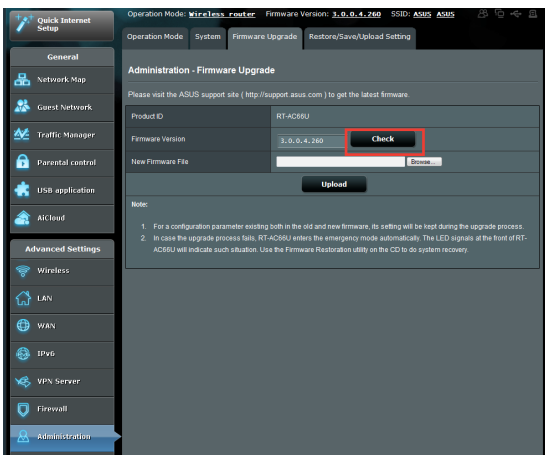 Quick Internet
Setup
Operation Mode: Wireless router Firmware Version: 3.0.0.4.260 SSID: ASUS ASUS
Operation Mode System Firmware Upgrade Restore/Save/Upload Setting
General
Network Map
Guest Network
Traffic Manager
Parental control
USB application
AiCloud
Advanced Settings
Wireless
LAN
WAN
IPv6
VPN Server
Firewall
Administration
Administration - Firmware Upgrade
Please visit the ASUS support site ( http://support.asus.com ) to get the latest firmware.
Product ID RT-AC66U
Firmware Version 3.0.0.4.260 Check
New Firmware File Browse...
Upload
Note:
1. For a configuration parameter existing both in the old and new firmware, its setting will be kept during the upgrade process.
2. In case the upgrade process fails, RT-AC66U enters the emergency mode automatically. The LED signals at the front of RT-
AC66U will indicate such situation. Use the Firmware Restoration utility on the CD to do system recovery.